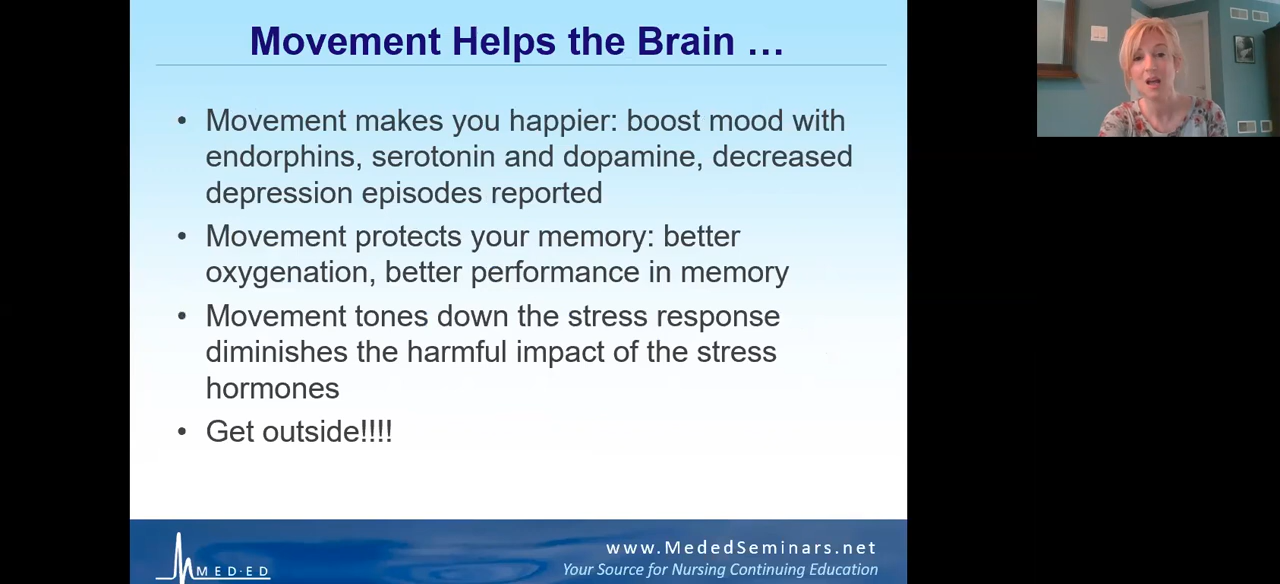 Movement Helps the Brain …
• Movement makes you happier: boost mood with
endorphins, serotonin and dopamine, decreased
depression episodes reported
• Movement protects your memory: better
oxygenation, better performance in memory
• Movement tones down the stress response
diminishes the harmful impact of the stress
hormones
• Get outside!!!!
www.MededSeminars.net
Your Source for Nursing Continuing Education
MED·ED